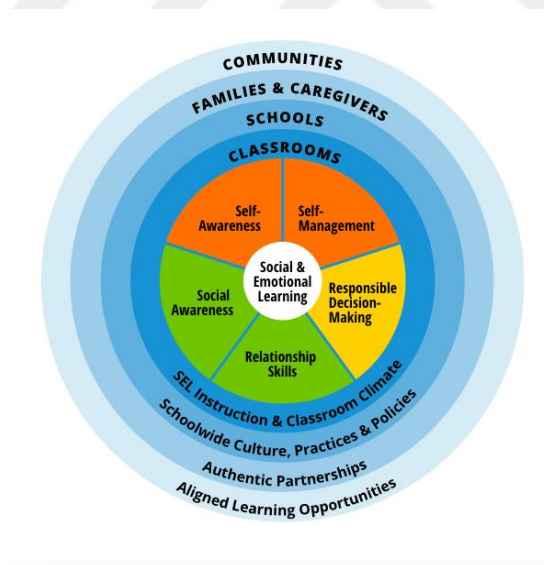 COMMUNITIES
FAMILIES & CAREGIVERS
SCHOOLS
CLASSROOMS
Self-
Awareness
Self-
Management
Social &
Emotional
Learning
Social
Awareness
Responsible
Decision-
Making
Relationship
Skills
SEL Instruction & Classroom Climate
Schoolwide Culture, Practices & Policies
Authentic Partnerships
Aligned Learning Opportunities